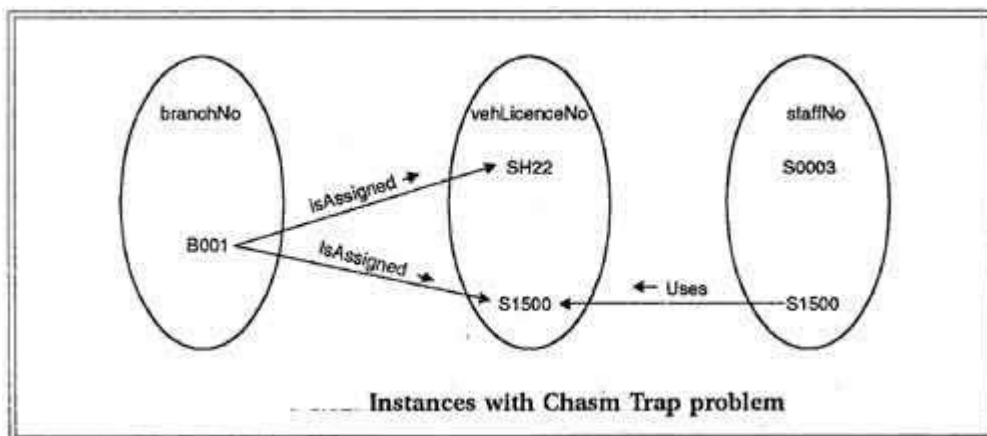 branchNo
vehLicenceNo
staffNo
SH22
S0003
isAssigned
B001
IsAssigned
Uses
S1500
S1500
Instances with Chasm Trap problem